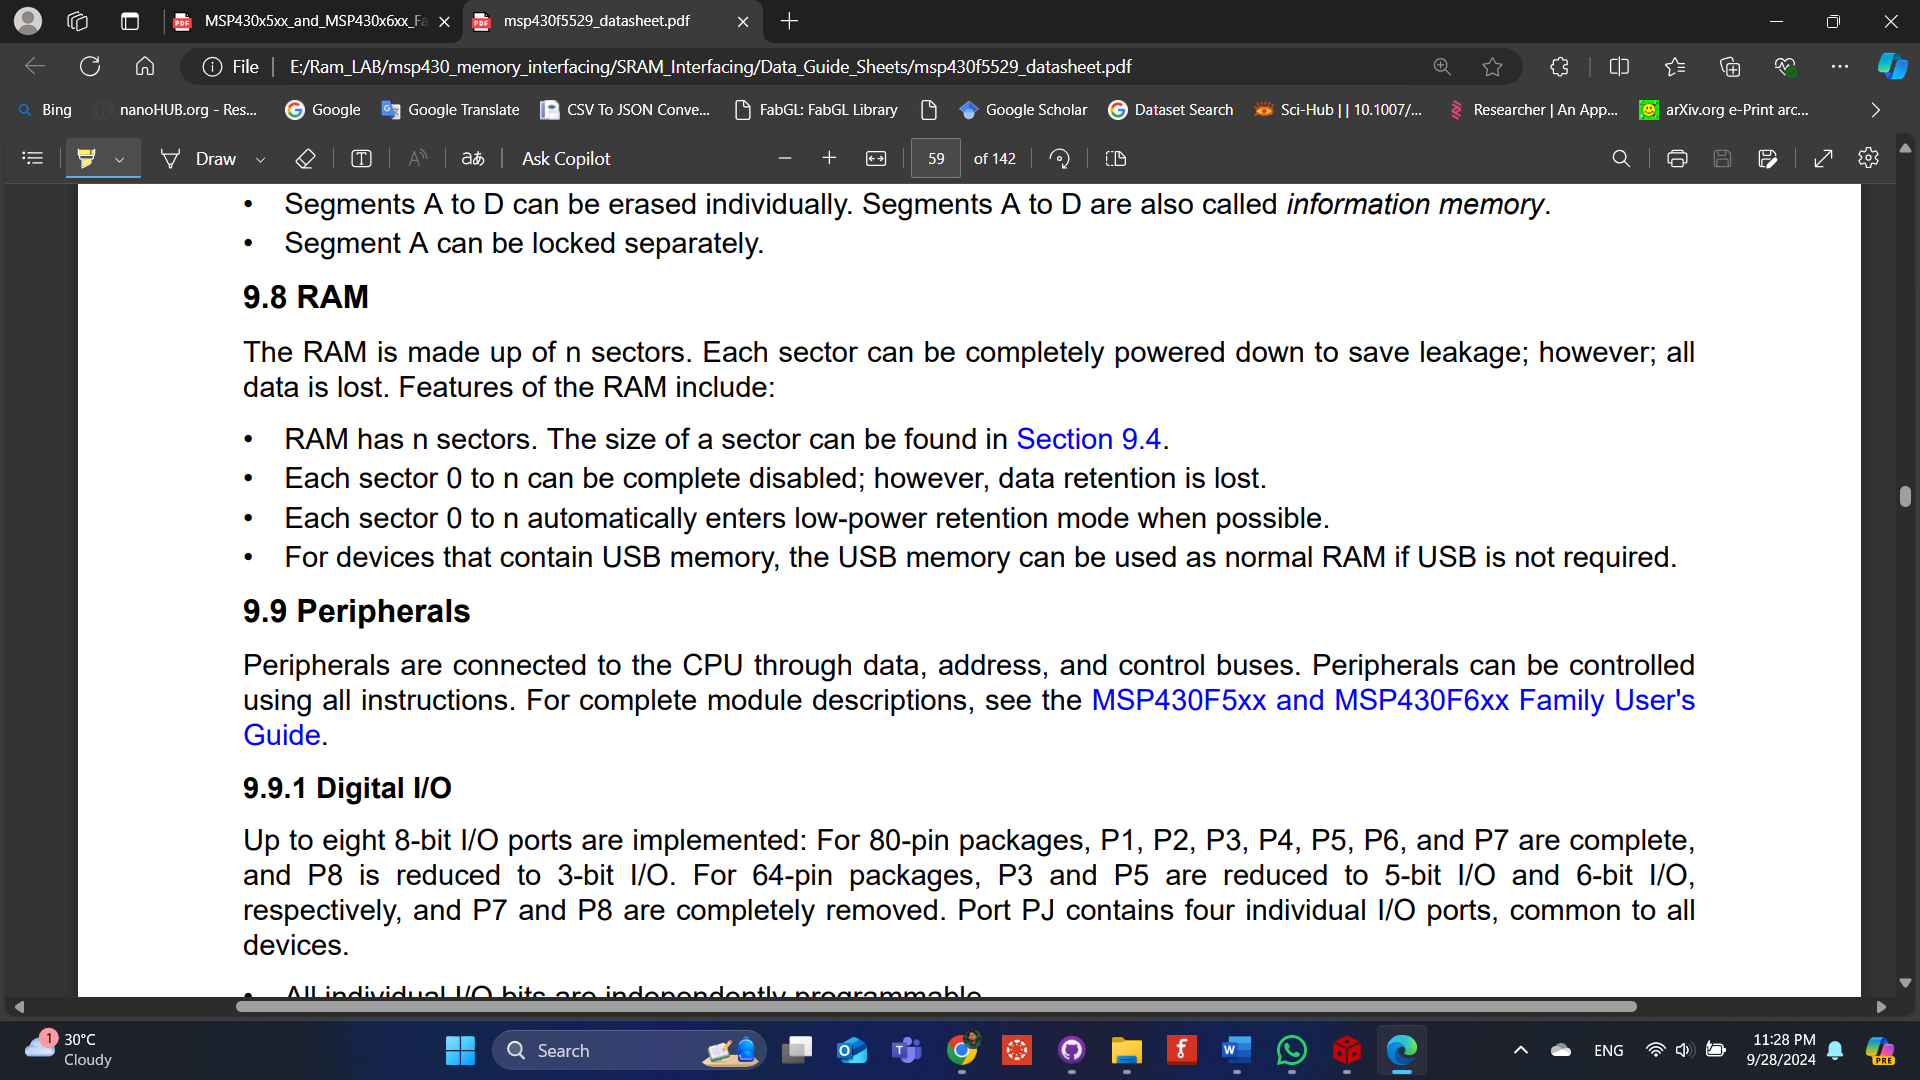 MSP430x5xx_and_MSP430x6xx_Fa
msp430f5529_datasheet.pdf
File
E:/Ram_LAB/msp430_memory_interfacing/SRAM_Interfacing/Data_Guide_Sheets/msp430f5529_datasheet.pdf
Bing
nanoHUB.org - Res...
Google
Google Translate
CSV To JSON Conve...
FabGL: FabGL Library
Google Scholar
Dataset Search
Sci-Hub | | 10.1007/...
Researcher | An App...
arXiv.org e-Print arc...
Draw
Ask Copilot
59
of 142
• Segments A to D can be erased individually. Segments A to D are also called information memory.
• Segment A can be locked separately.
9.8 RAM
The RAM is made up of n sectors. Each sector can be completely powered down to save leakage; however; all
data is lost. Features of the RAM include:
• RAM has n sectors. The size of a sector can be found in Section 9.4.
• Each sector 0 to n can be complete disabled; however, data retention is lost.
• Each sector 0 to n automatically enters low-power retention mode when possible.
• For devices that contain USB memory, the USB memory can be used as normal RAM if USB is not required.
9.9 Peripherals
Peripherals are connected to the CPU through data, address, and control buses. Peripherals can be controlled
using all instructions. For complete module descriptions, see the MSP430F5xx and MSP430F6xx Family User's
Guide.
9.9.1 Digital I/O
Up to eight 8-bit I/O ports are implemented: For 80-pin packages, P1, P2, P3, P4, P5, P6, and P7 are complete,
and P8 is reduced to 3-bit I/O. For 64-pin packages, P3 and P5 are reduced to 5-bit I/O and 6-bit I/O,
respectively, and P7 and P8 are completely removed. Port PJ contains four individual I/O ports, common to all
devices.
• All individual I/O bits are independently programmable.
1
30°C
Cloudy
Search
ENG
11:28 PM
9/28/2024
PRE